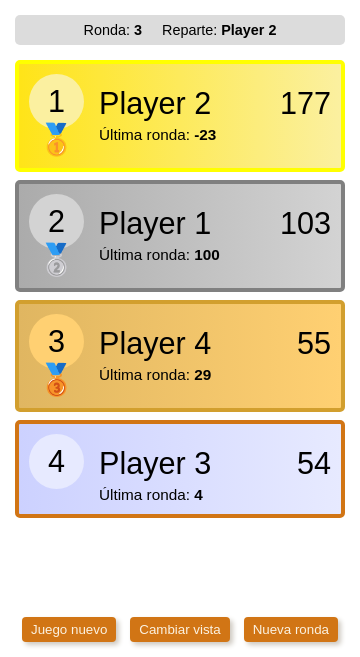 Ronda: 3 Reparte: Player 2
1 Player 2 177
Última ronda: -23
2 Player 1 103
Última ronda: 100
3 Player 4 55
Última ronda: 29
4 Player 3 54
Última ronda: 4
Juego nuevo Cambiar vista Nueva ronda